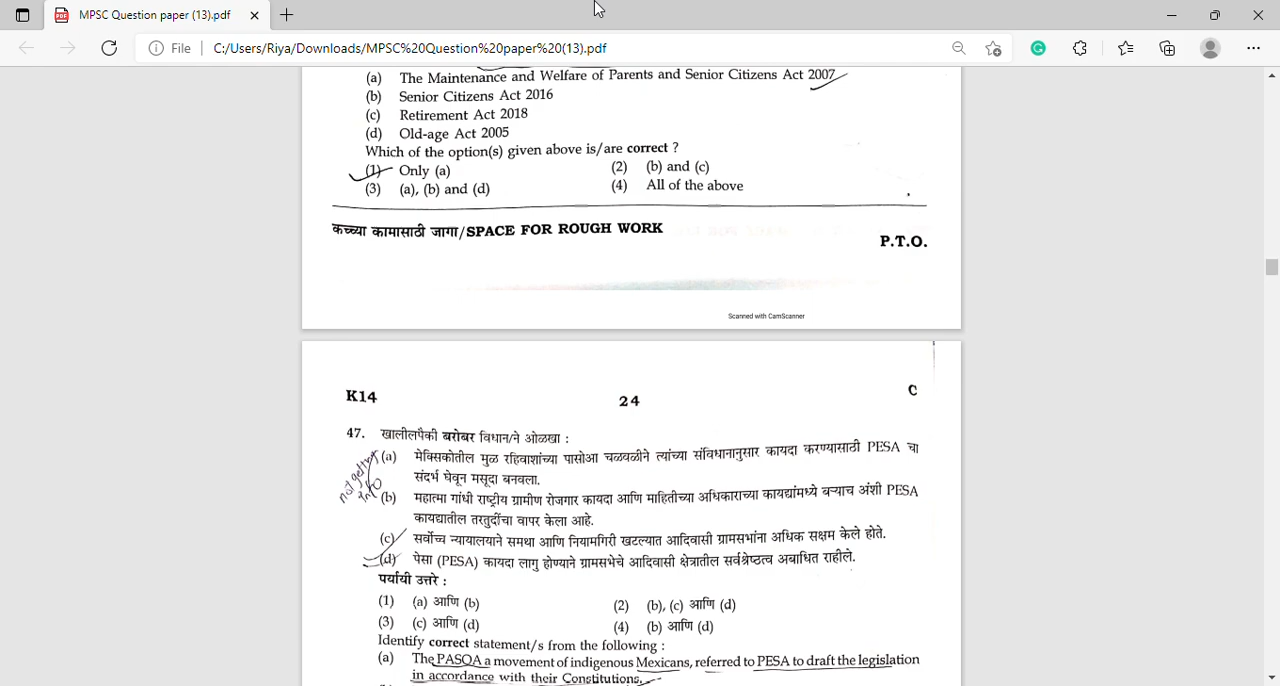 MPSC Question paper (13).pdf
File
C:/Users/Riya/Downloads/MPSC%20Question%20paper%20(13).pdf
(a) The Maintenance and Welfare of Parents and Senior Citizens Act 2007
(b) Senior Citizens Act 2016
(c) Retirement Act 2018
(d) Old-age Act 2005
Which of the option(s) given above is/are correct ?
(1) Only (a) (2) (b) and (c)
(3) (a), (b) and (d) (4) All of the above
कच्च्या कामासाठी जागा/SPACE FOR ROUGH WORK
P.T.O.
Scanned with CamScanner
K14 24 C
47. खालीलपैकी बरोबर विधान/ने ओळखा :
(a) मेक्सिकोतील मुळ रहिवाशांच्या पासोआ चळवळीने त्यांच्या संविधानानुसार कायदा करण्यासाठी PESA चा
संदर्भ घेवून मसूदा बनवला.
not getting
info
(b) महात्मा गांधी राष्ट्रीय ग्रामीण रोजगार कायदा आणि माहितीच्या अधिकाराच्या कायद्यांमध्ये बऱ्याच अंशी PESA
कायद्यातील तरतुदींचा वापर केला आहे.
(c) सर्वोच्च न्यायालयाने समथा आणि नियामगिरी खटल्यात आदिवासी ग्रामसभांना अधिक सक्षम केले होते.
(d) पेसा (PESA) कायदा लागु होण्याने ग्रामसभेचे आदिवासी क्षेत्रातील सर्वश्रेष्ठत्व अबाधित राहीले.
पर्यायी उत्तरे :
(1) (a) आणि (b) (2) (b), (c) आणि (d)
(3) (c) आणि (d) (4) (b) आणि (d)
Identify correct statement/s from the following :
(a) The PASOA a movement of indigenous Mexicans, referred to PESA to draft the legislation
in accordance with their Constitutions.